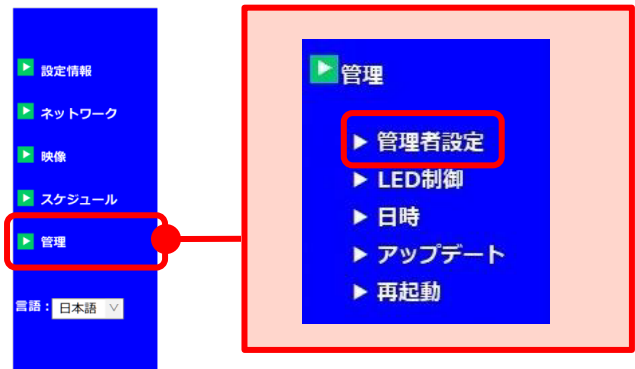 設定情報
ネットワーク
映像
スケジュール
管理
言語：日本語
管理
管理者設定
LED制御
日時
アップデート
再起動